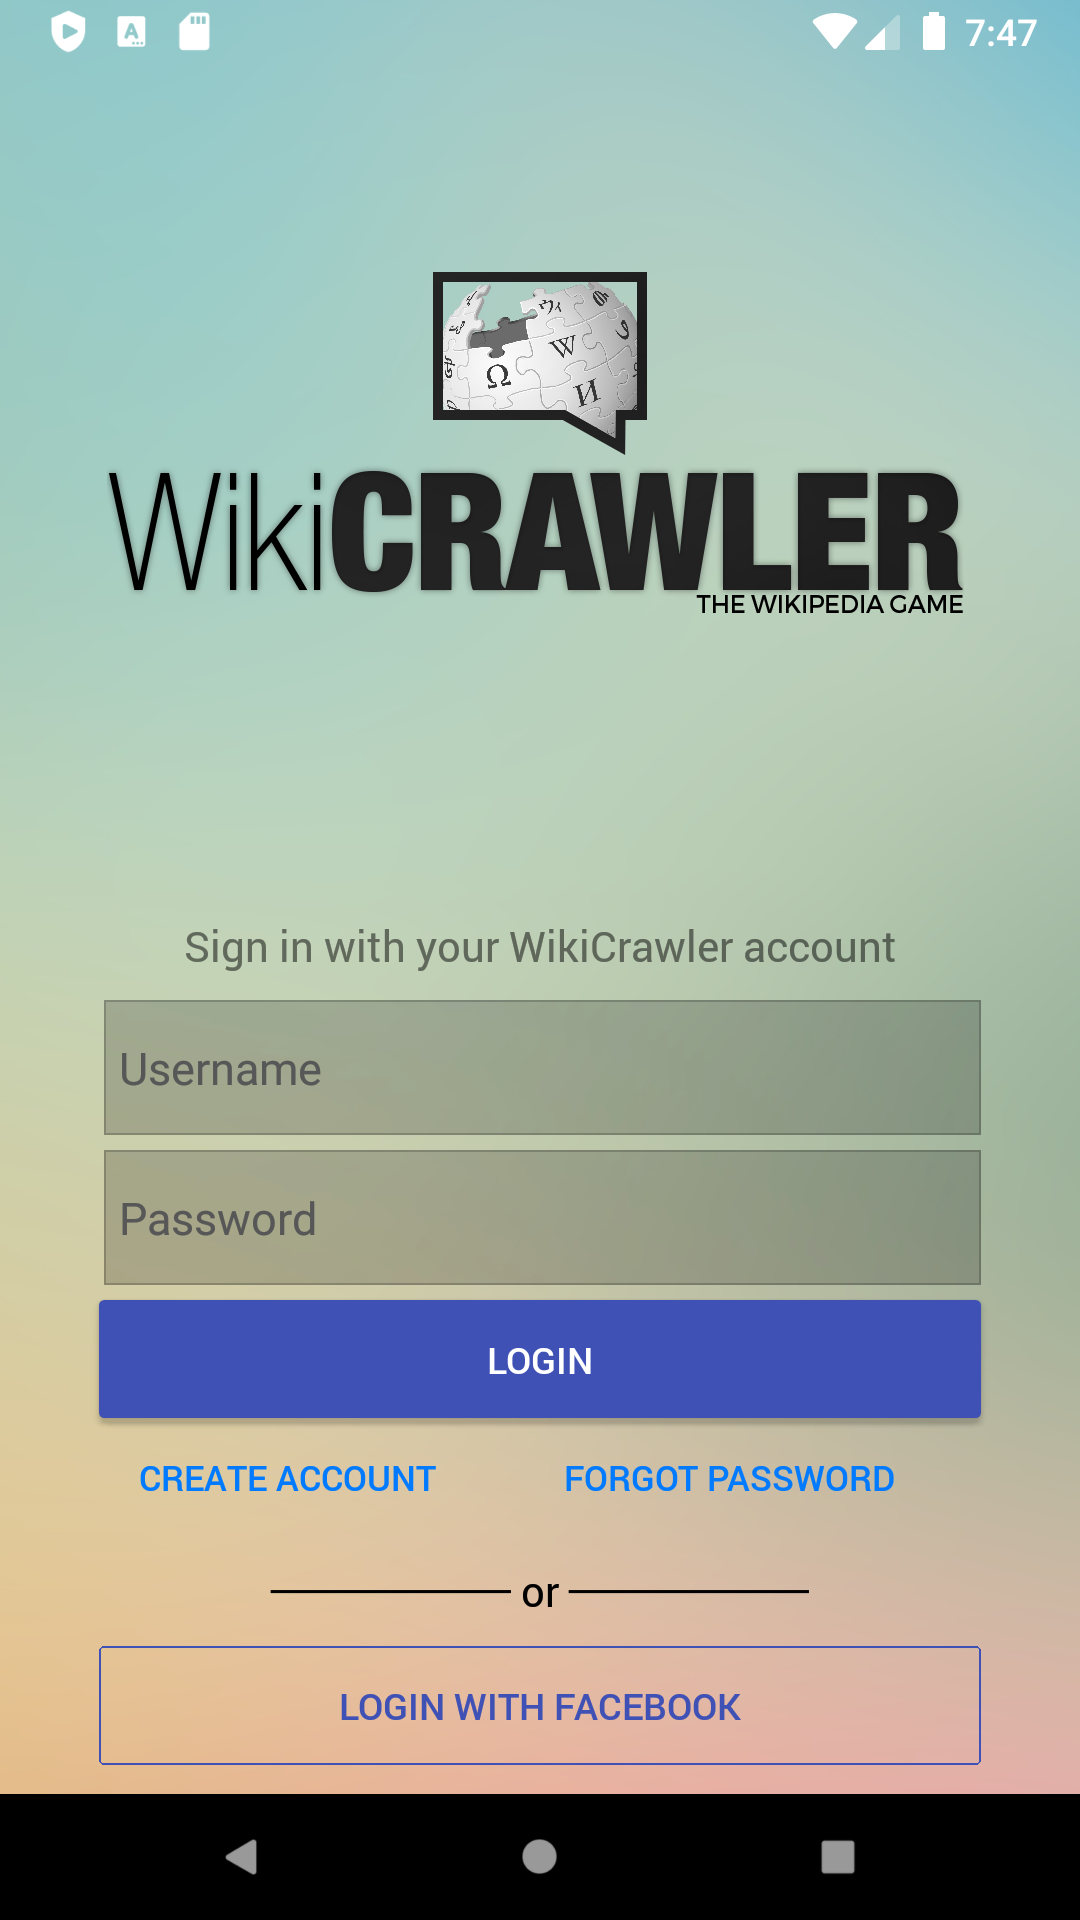 7:47
Ω
W
И
WikiCRAWLER
THE WIKIPEDIA GAME
Sign in with your WikiCrawler account
Username
Password
LOGIN
CREATE ACCOUNT
FORGOT PASSWORD
or
LOGIN WITH FACEBOOK